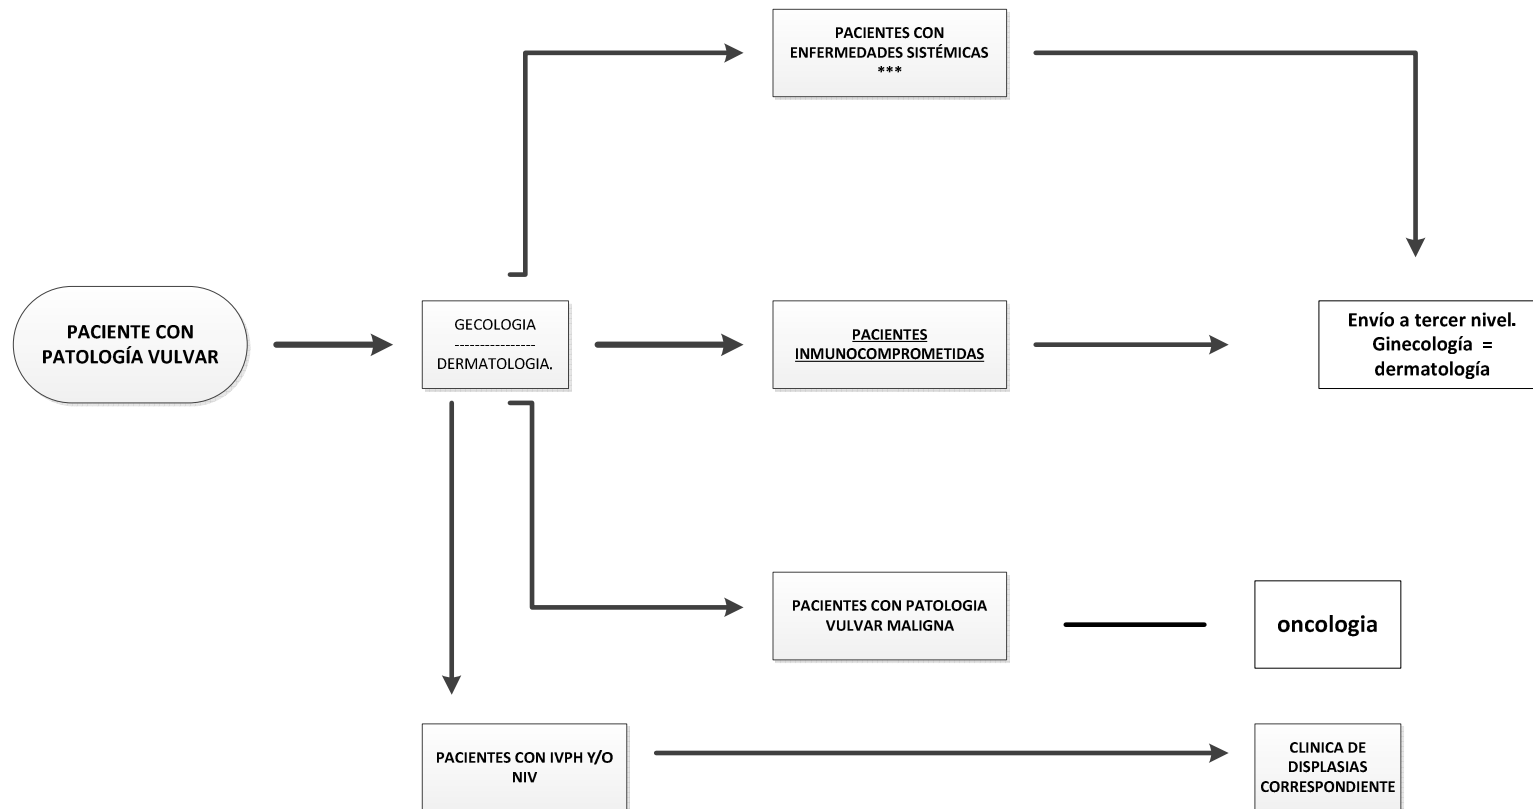 PACIENTES CON
ENFERMEDADES SISTÉMICAS
***
PACIENTE CON
PATOLOGÍA VULVAR
GECOLOGIA
----------------
DERMATOLOGIA.
PACIENTES
INMUNOCOMPROMETIDAS
Envío a tercer nivel.
Ginecología =
dermatología
PACIENTES CON PATOLOGIA
VULVAR MALIGNA
oncologia
PACIENTES CON IVPH Y/O
NIV
CLINICA DE
DISPLASIAS
CORRESPONDIENTE